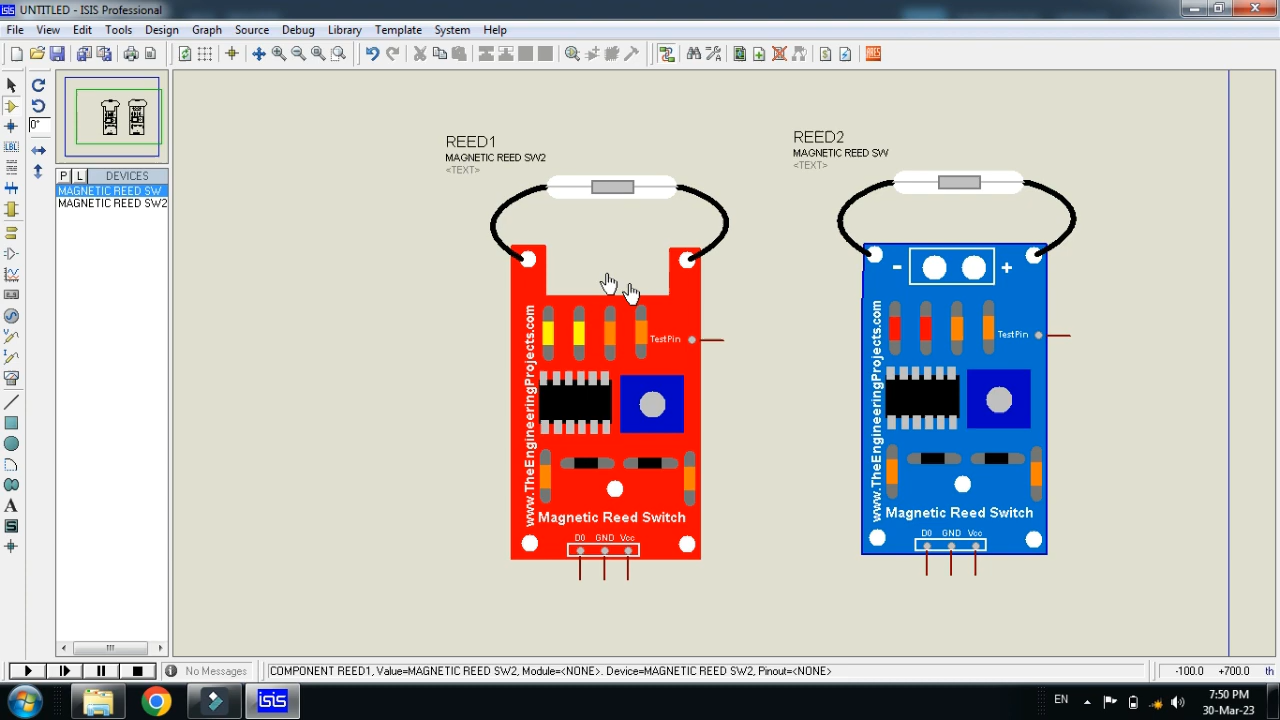 UNTITLED - ISIS Professional
File View Edit Tools Design Graph Source Debug Library Template System Help
0°
P L DEVICES
MAGNETIC REED SW
MAGNETIC REED SW2
LBL
A
ARES
REED1
MAGNETIC REED SW2
<TEXT>
www.TheEngineeringProjects.com
TestPin
Magnetic Reed Switch
D0 GND Vcc
REED2
MAGNETIC REED SW
<TEXT>
- +
www.TheEngineeringProjects.com
TestPin
Magnetic Reed Switch
D0 GND Vcc
No Messages
COMPONENT REED1, Value=MAGNETIC REED SW2, Module=<NONE>. Device=MAGNETIC REED SW2, Pinout=<NONE>
-100.0 +700.0 th
isis
EN
7:50 PM
30-Mar-23